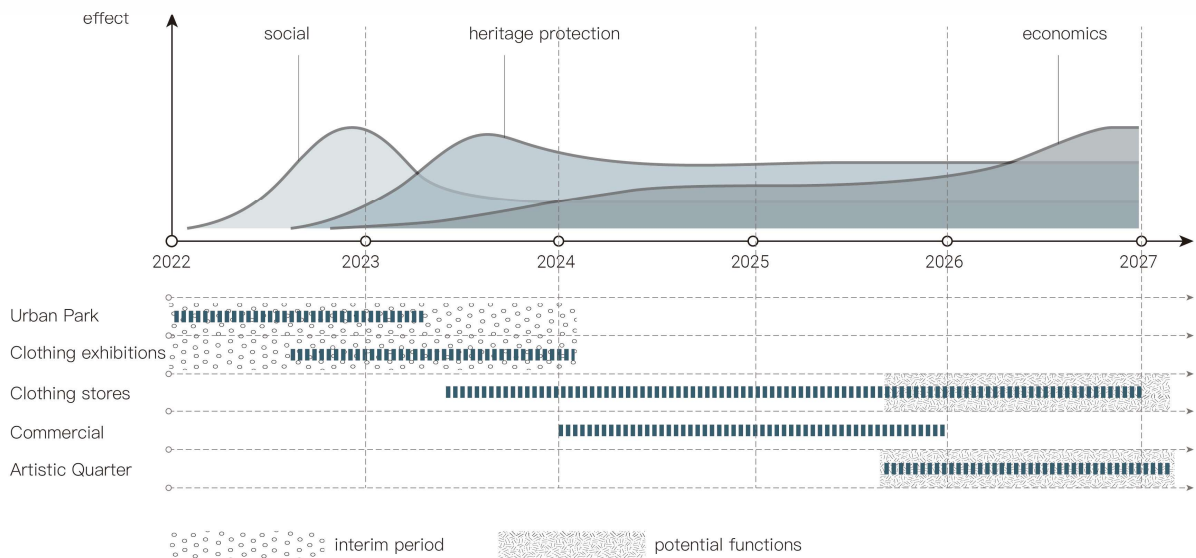 effect
social
heritage protection
economics
2022
2023
2024
2025
2026
2027
Urban Park
Clothing exhibitions
Clothing stores
Commercial
Artistic Quarter
interim period
potential functions